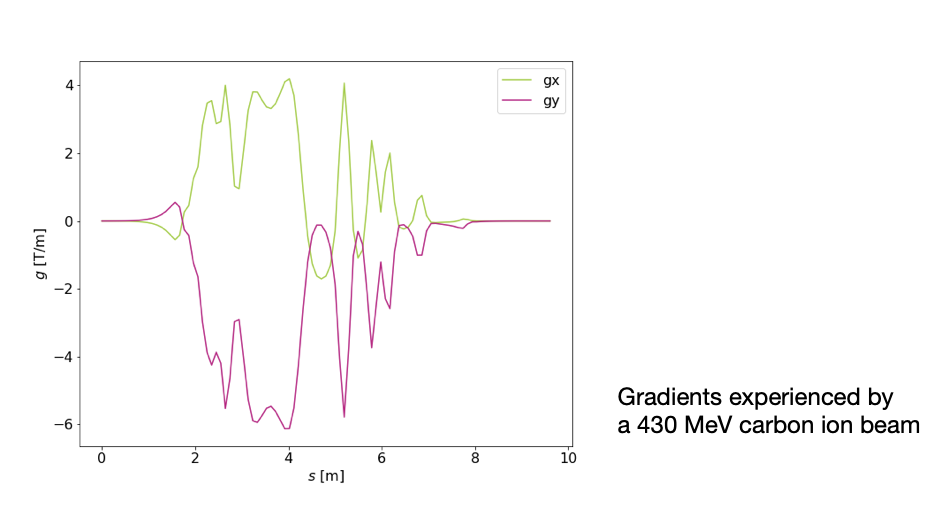 gx
gy
4
2
0
−2
−4
−6
g [T/m]
0
2
4
6
8
10
s [m]
Gradients experienced by
a 430 MeV carbon ion beam